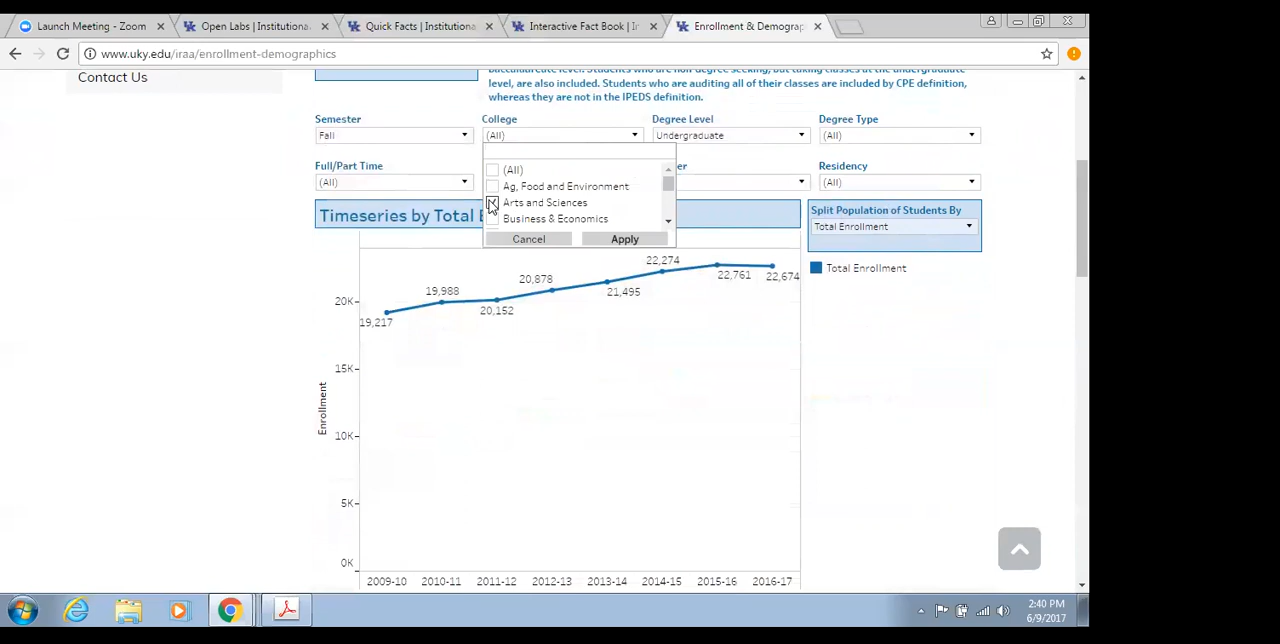 Launch Meeting - Zoom
Open Labs | Institutiona
Quick Facts | Institutiona
Interactive Fact Book | In
Enrollment & Demograp
www.uky.edu/iraa/enrollment-demographics
Contact Us
baccalaureate level. Students who are non-degree seeking, but taking classes at the undergraduate
level, are also included. Students who are auditing all of their classes are included by CPE definition,
whereas they are not in the IPEDS definition.
Semester
College
Degree Level
Degree Type
Fall
(All)
Undergraduate
(All)
Full/Part Time
er
Residency
(All)
(All)
(All)
Ag, Food and Environment
Arts and Sciences
Business & Economics
Cancel
Apply
Timeseries by Total E
Split Population of Students By
Total Enrollment
Total Enrollment
22,274
20,878
19,988
22,761
22,674
21,495
20,152
19,217
20K
15K
10K
5K
0K
Enrollment
2009-10 2010-11 2011-12 2012-13 2013-14 2014-15 2015-16 2016-17
2:40 PM
6/9/2017